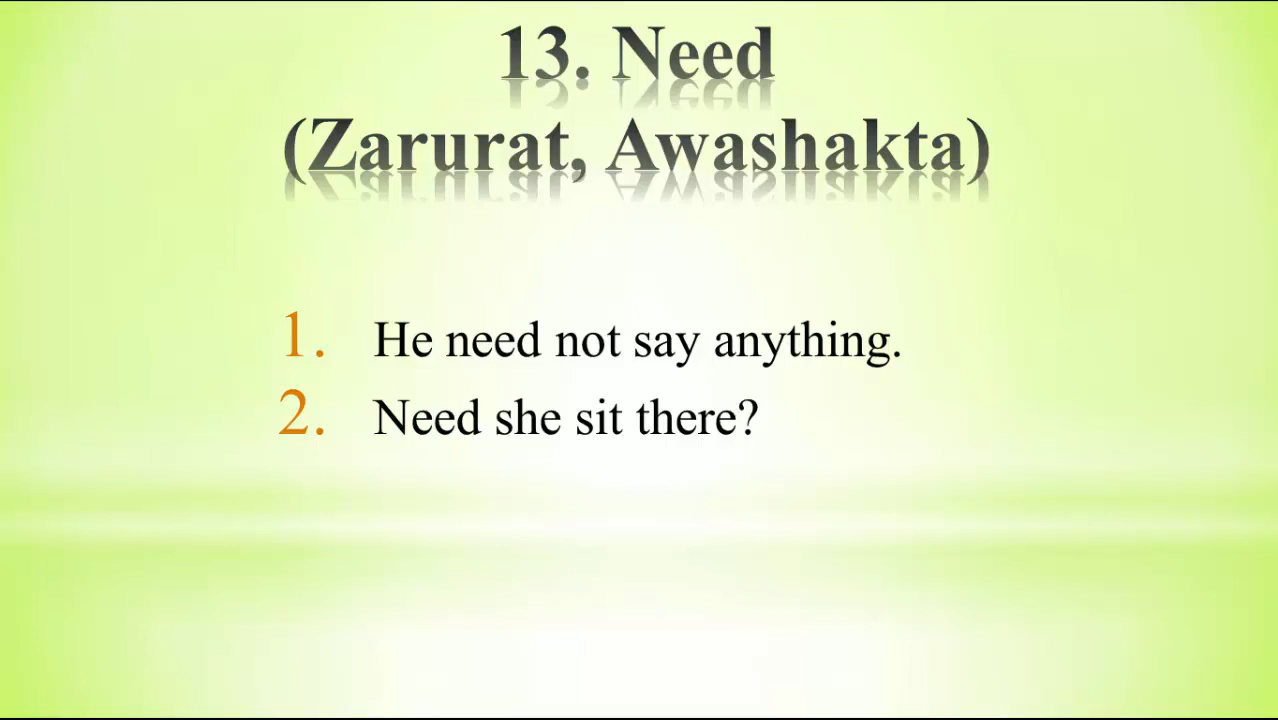 13. Need
(Zarurat, Awashakta)
1. He need not say anything.
2. Need she sit there?